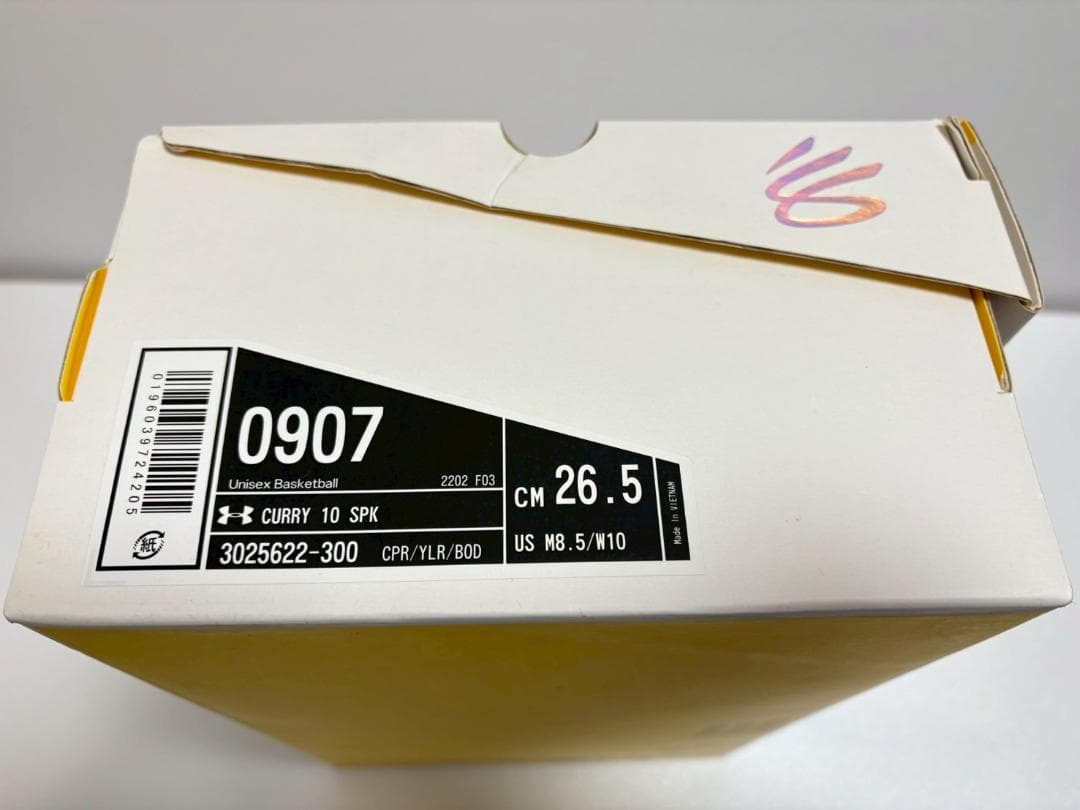 0196039724205
紙
0907
Unisex Basketball
2202 F03
CURRY 10 SPK
3025622-300 CPR/YLR/BOD
CM 26.5
US M8.5/W10
Made In VIETNAM